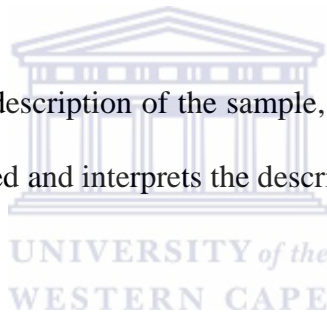 description of the sample,
ed and interprets the descri
UNIVERSITY of the
WESTERN CAPE